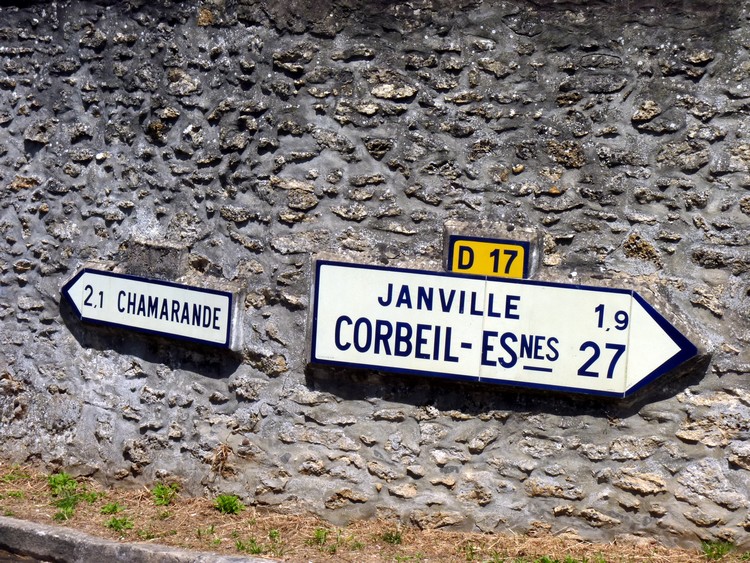 2.1 CHAMARANDE
D 17
JANVILLE 1,9
CORBEIL-ESNES 27